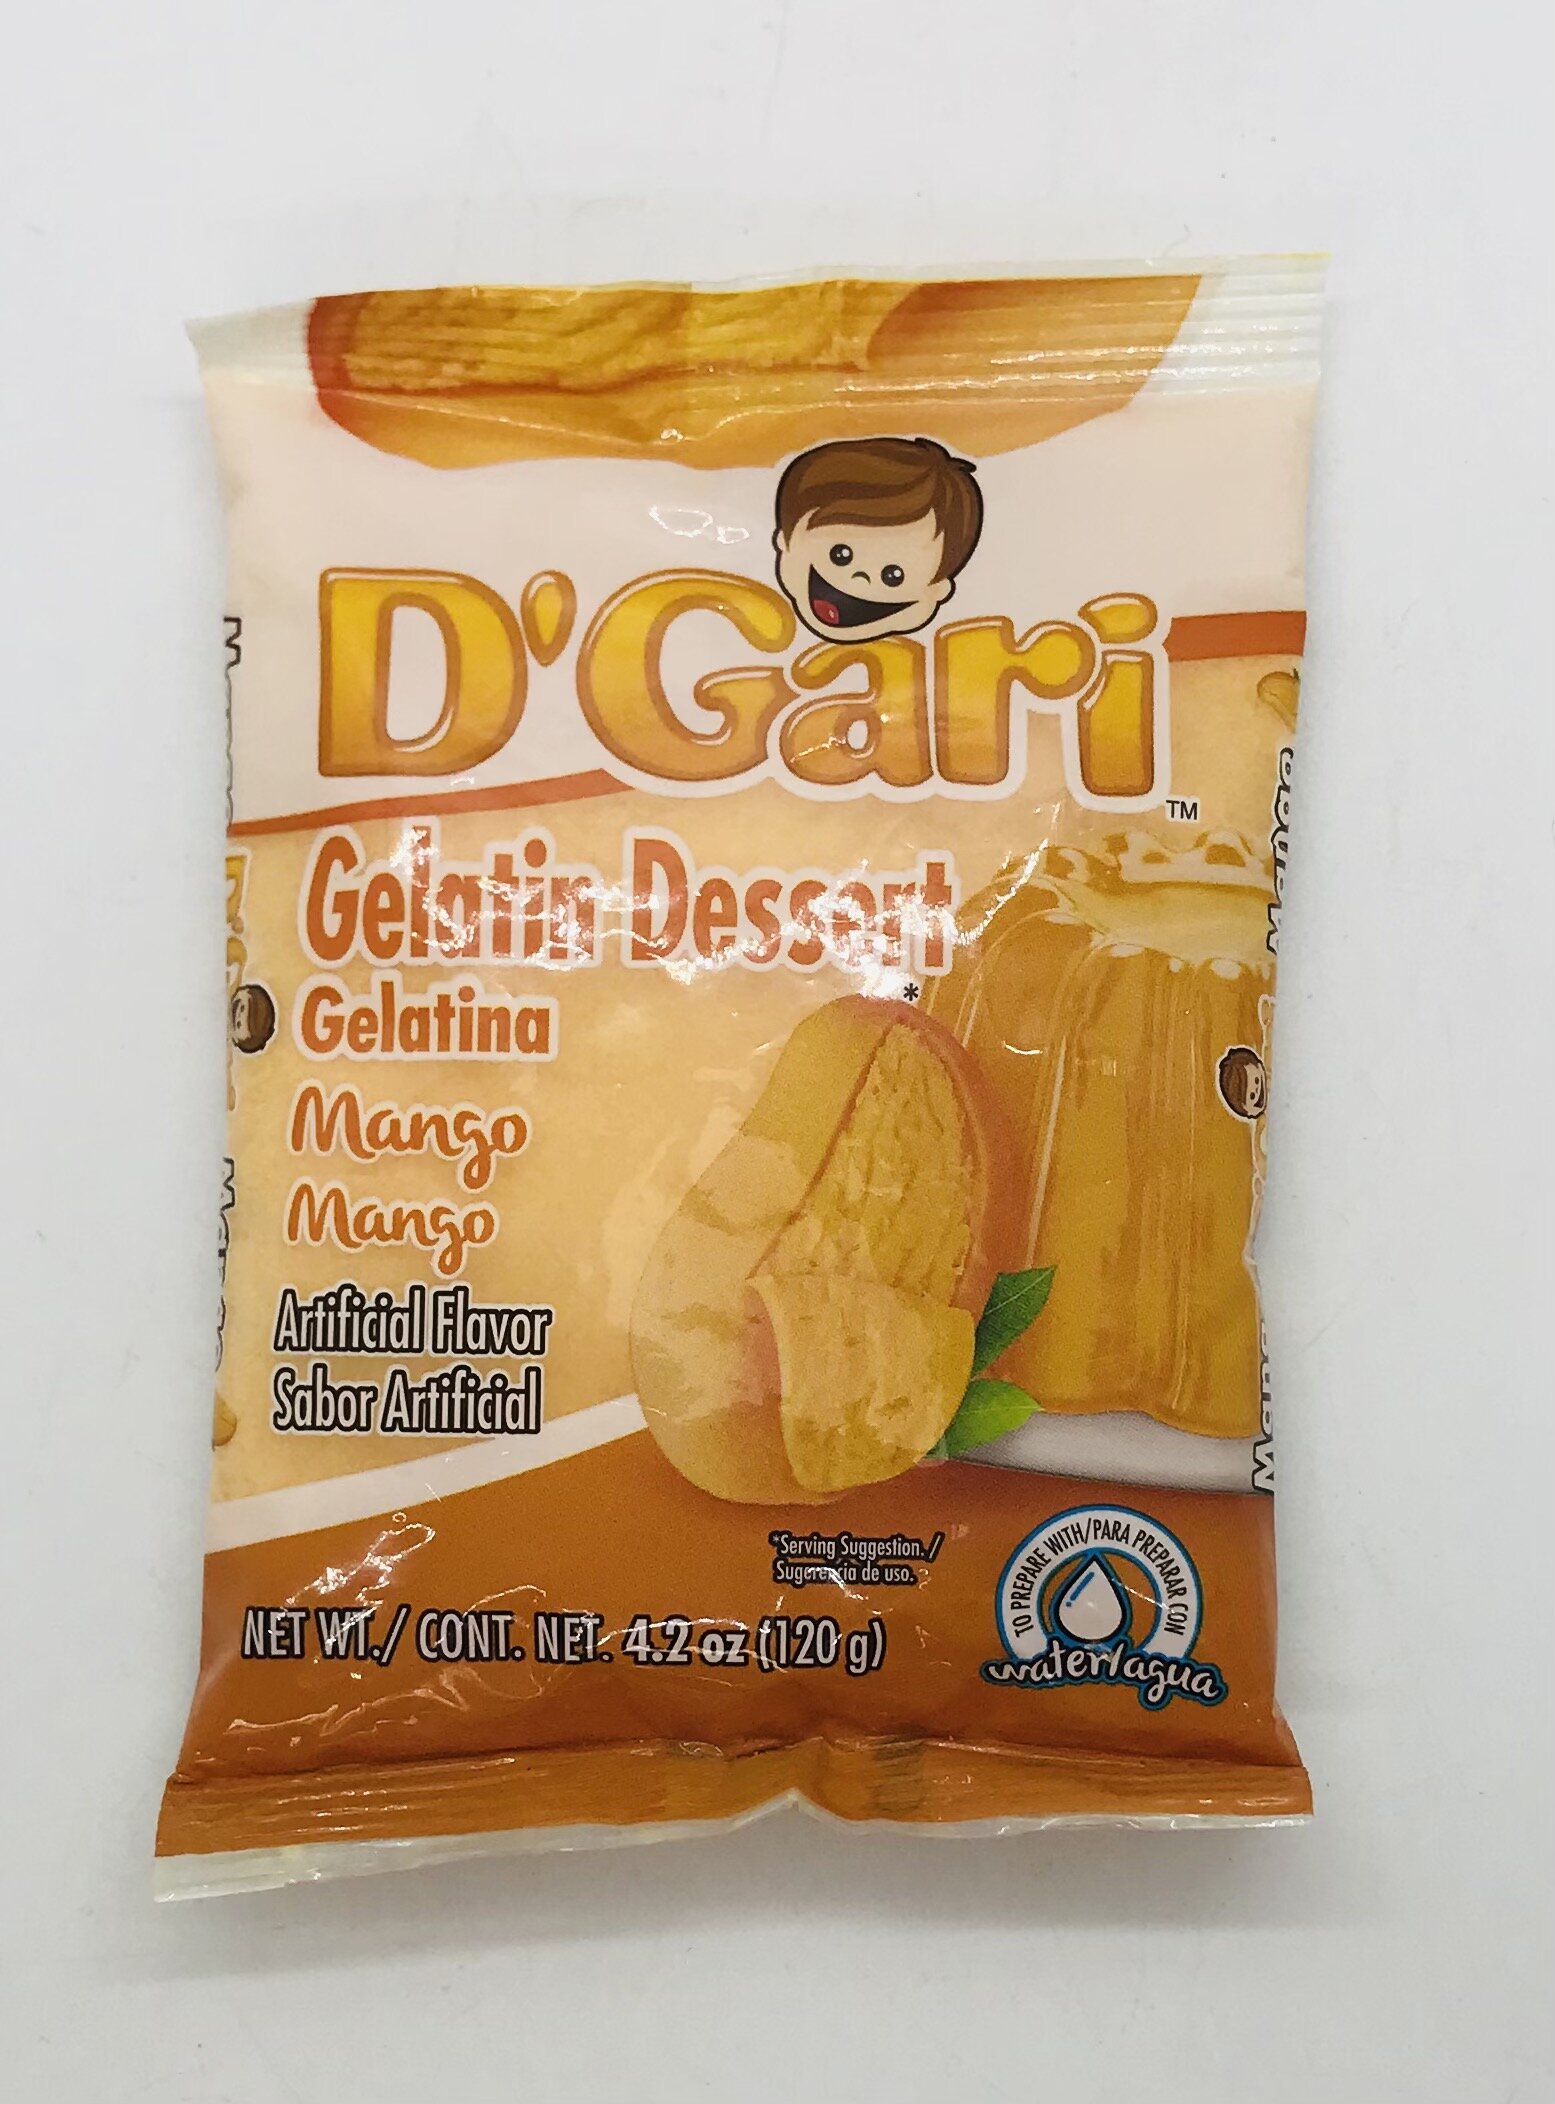 D'Gari
TM
Gelatin Dessert
*
Gelatina
Mango
Mango
Artificial Flavor
Sabor Artificial
*Serving Suggestion. /
Sugerencia de uso.
TO PREPARE WITH/PARA PREPARAR CON
water/agua
NET WT./ CONT. NET. 4.2 oz (120 g)